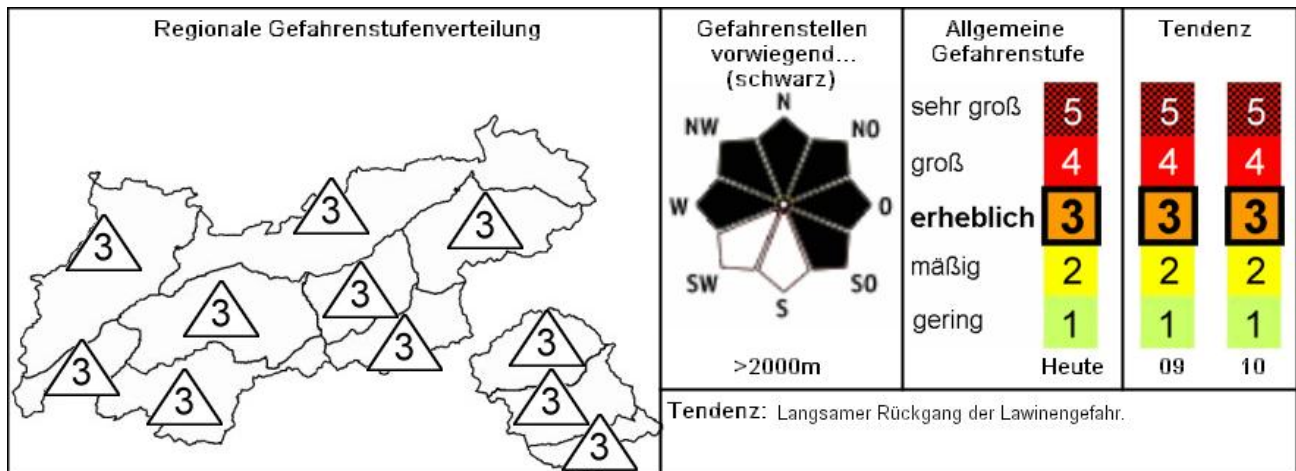 Regionale Gefahrenstufenverteilung
3
3
3
3
3
3
3
3
3
3
3
Gefahrenstellen
vorwiegend...
(schwarz)
N
NW
NO
W
O
SW
SO
S
>2000m
Allgemeine
Gefahrenstufe
Tendenz
sehr groß 5 5 5
groß 4 4 4
erheblich 3 3 3
mäßig 2 2 2
gering 1 1 1
Heute 09 10
Tendenz: Langsamer Rückgang der Lawinengefahr.